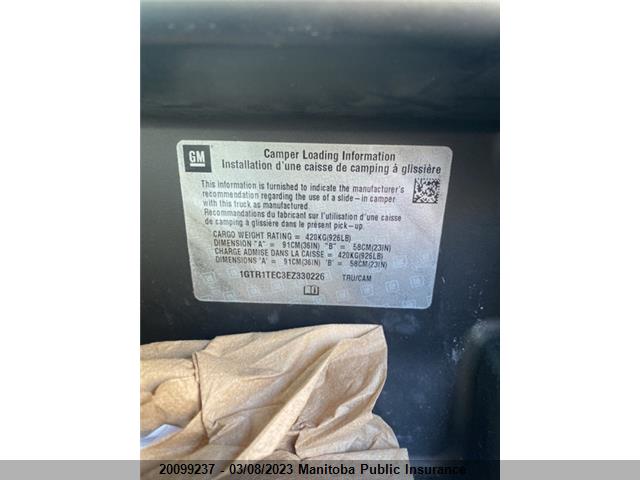 GM
Camper Loading Information
Installation d'une caisse de camping à glissière
This information is furnished to indicate the manufacturer's
recommendation regarding the use of a slide-in camper
with this truck as manufactured.
Recommandations du fabricant sur l'utilisation d'une caisse
de camping à glissière dans le présent pick-up.
CARGO WEIGHT RATING = 420KG(926LB)
DIMENSION "A" = 91CM(36IN) "B" = 58CM(23IN)
CHARGE ADMISE DANS LA CAISSE = 420KG(926LB)
DIMENSIONS 'A' = 91CM(36IN) 'B' = 58CM(23IN)
1GTR1TEC3EZ330226 TRU/CAM
20099237 - 03/08/2023 Manitoba Public Insurance